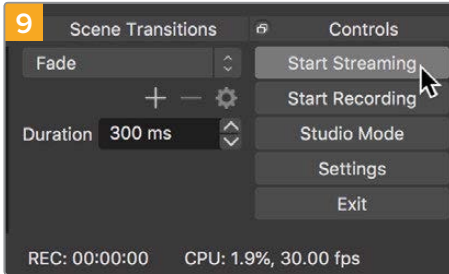 9
Scene Transitions
Controls
Fade
Start Streaming
Start Recording
Duration 300 ms
Studio Mode
Settings
Exit
REC: 00:00:00 CPU: 1.9%, 30.00 fps